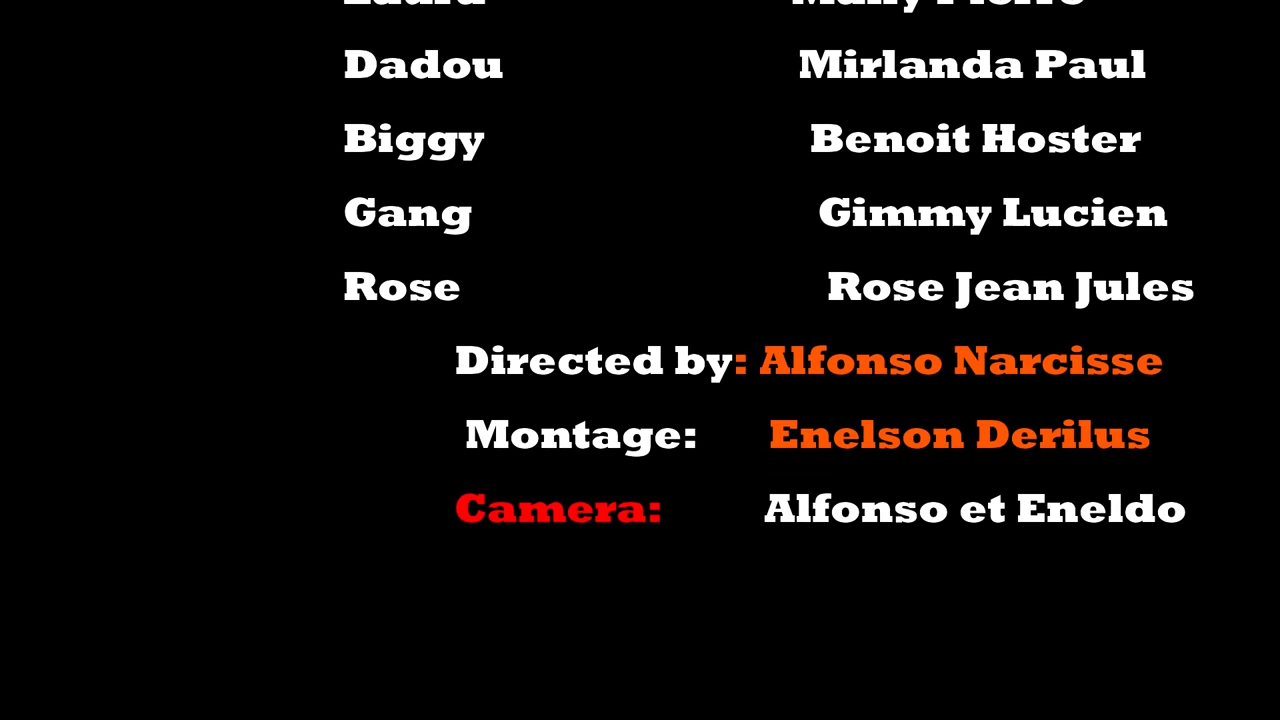 Dadou Mirlanda Paul
Biggy Benoit Hoster
Gang Gimmy Lucien
Rose Rose Jean Jules
Directed by: Alfonso Narcisse
Montage: Enelson Derilus
Camera: Alfonso et Eneldo